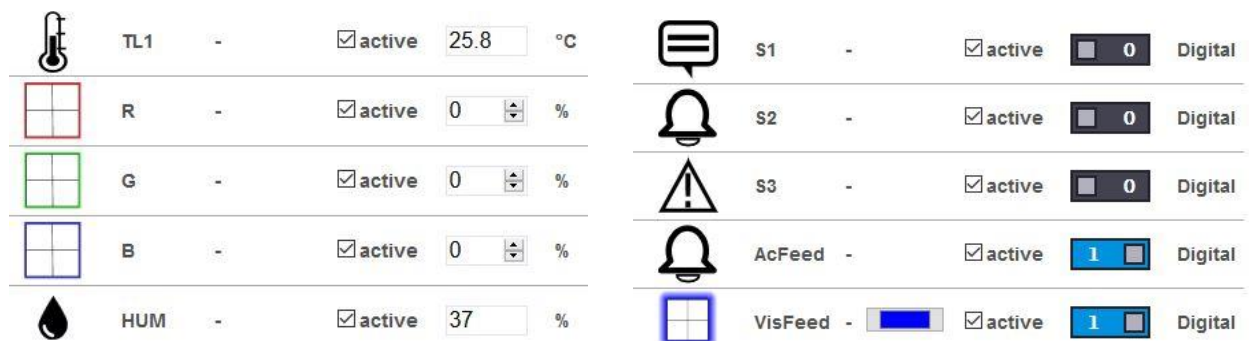 TL1 - active 25.8 °C
R - active 0 %
G - active 0 %
B - active 0 %
HUM - active 37 %
S1 - active 0 Digital
S2 - active 0 Digital
S3 - active 0 Digital
AcFeed - active 1 Digital
VisFeed - active 1 Digital